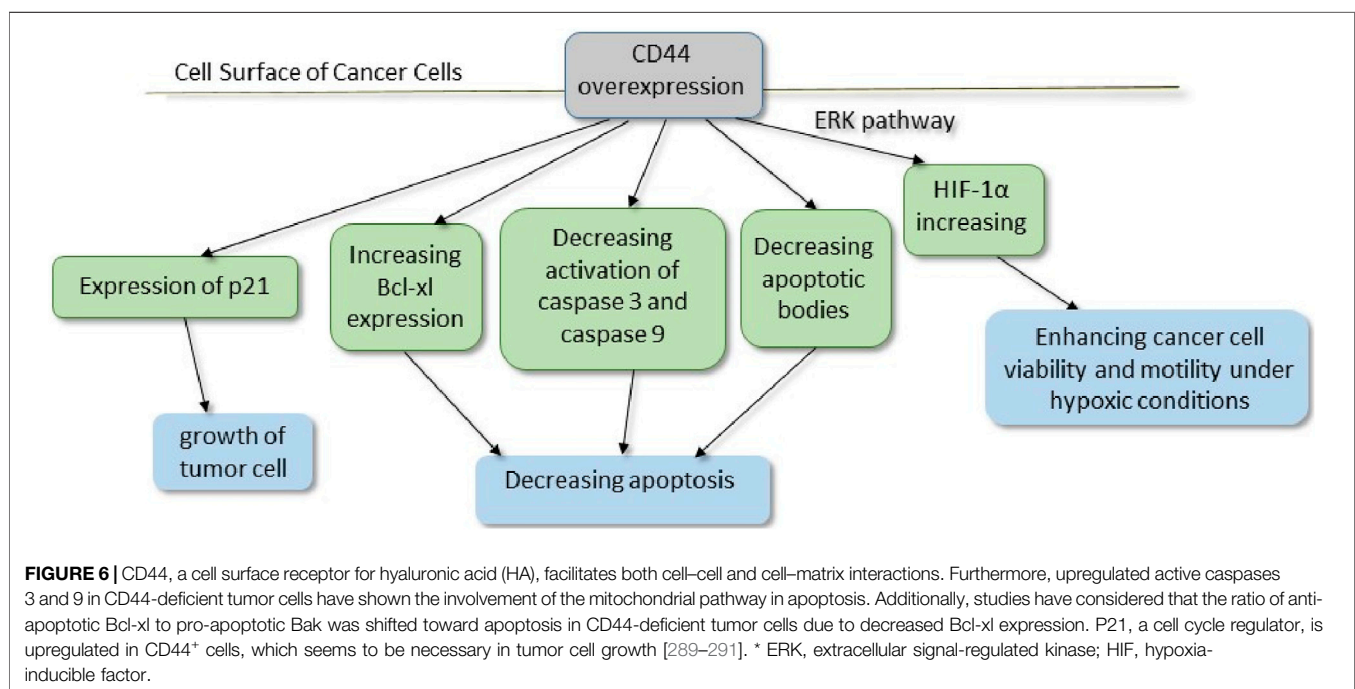 CD44
overexpression
Cell Surface of Cancer Cells
ERK pathway
HIF-1α
increasing
Expression of p21
Increasing
Bcl-xl
expression
Decreasing
activation of
caspase 3 and
caspase 9
Decreasing
apoptotic
bodies
Enhancing cancer cell
viability and motility under
hypoxic conditions
growth of
tumor cell
Decreasing apoptosis
FIGURE 6 | CD44, a cell surface receptor for hyaluronic acid (HA), facilitates both cell–cell and cell–matrix interactions. Furthermore, upregulated active caspases
3 and 9 in CD44-deficient tumor cells have shown the involvement of the mitochondrial pathway in apoptosis. Additionally, studies have considered that the ratio of anti-
apoptotic Bcl-xl to pro-apoptotic Bak was shifted toward apoptosis in CD44-deficient tumor cells due to decreased Bcl-xl expression. P21, a cell cycle regulator, is
upregulated in CD44⁺ cells, which seems to be necessary in tumor cell growth [289–291]. * ERK, extracellular signal-regulated kinase; HIF, hypoxia-
inducible factor.